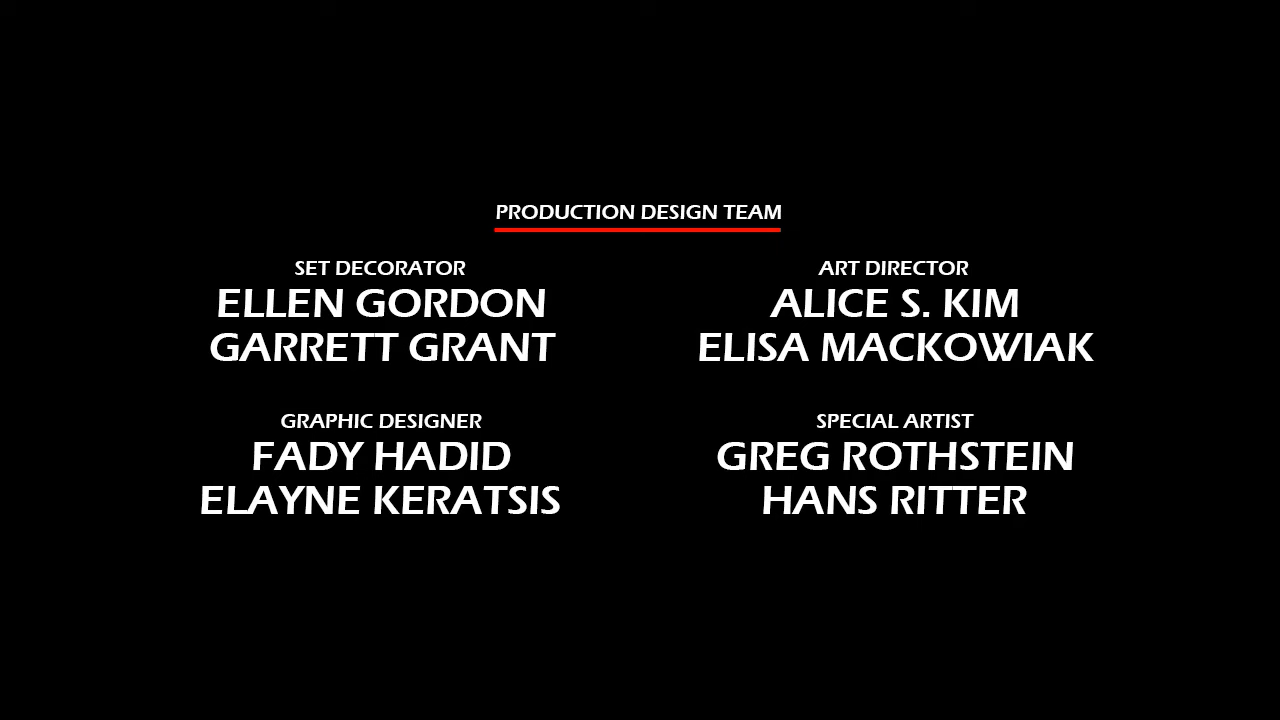 PRODUCTION DESIGN TEAM
SET DECORATOR
ELLEN GORDON
GARRETT GRANT
ART DIRECTOR
ALICE S. KIM
ELISA MACKOWIAK
GRAPHIC DESIGNER
FADY HADID
ELAYNE KERATSIS
SPECIAL ARTIST
GREG ROTHSTEIN
HANS RITTER